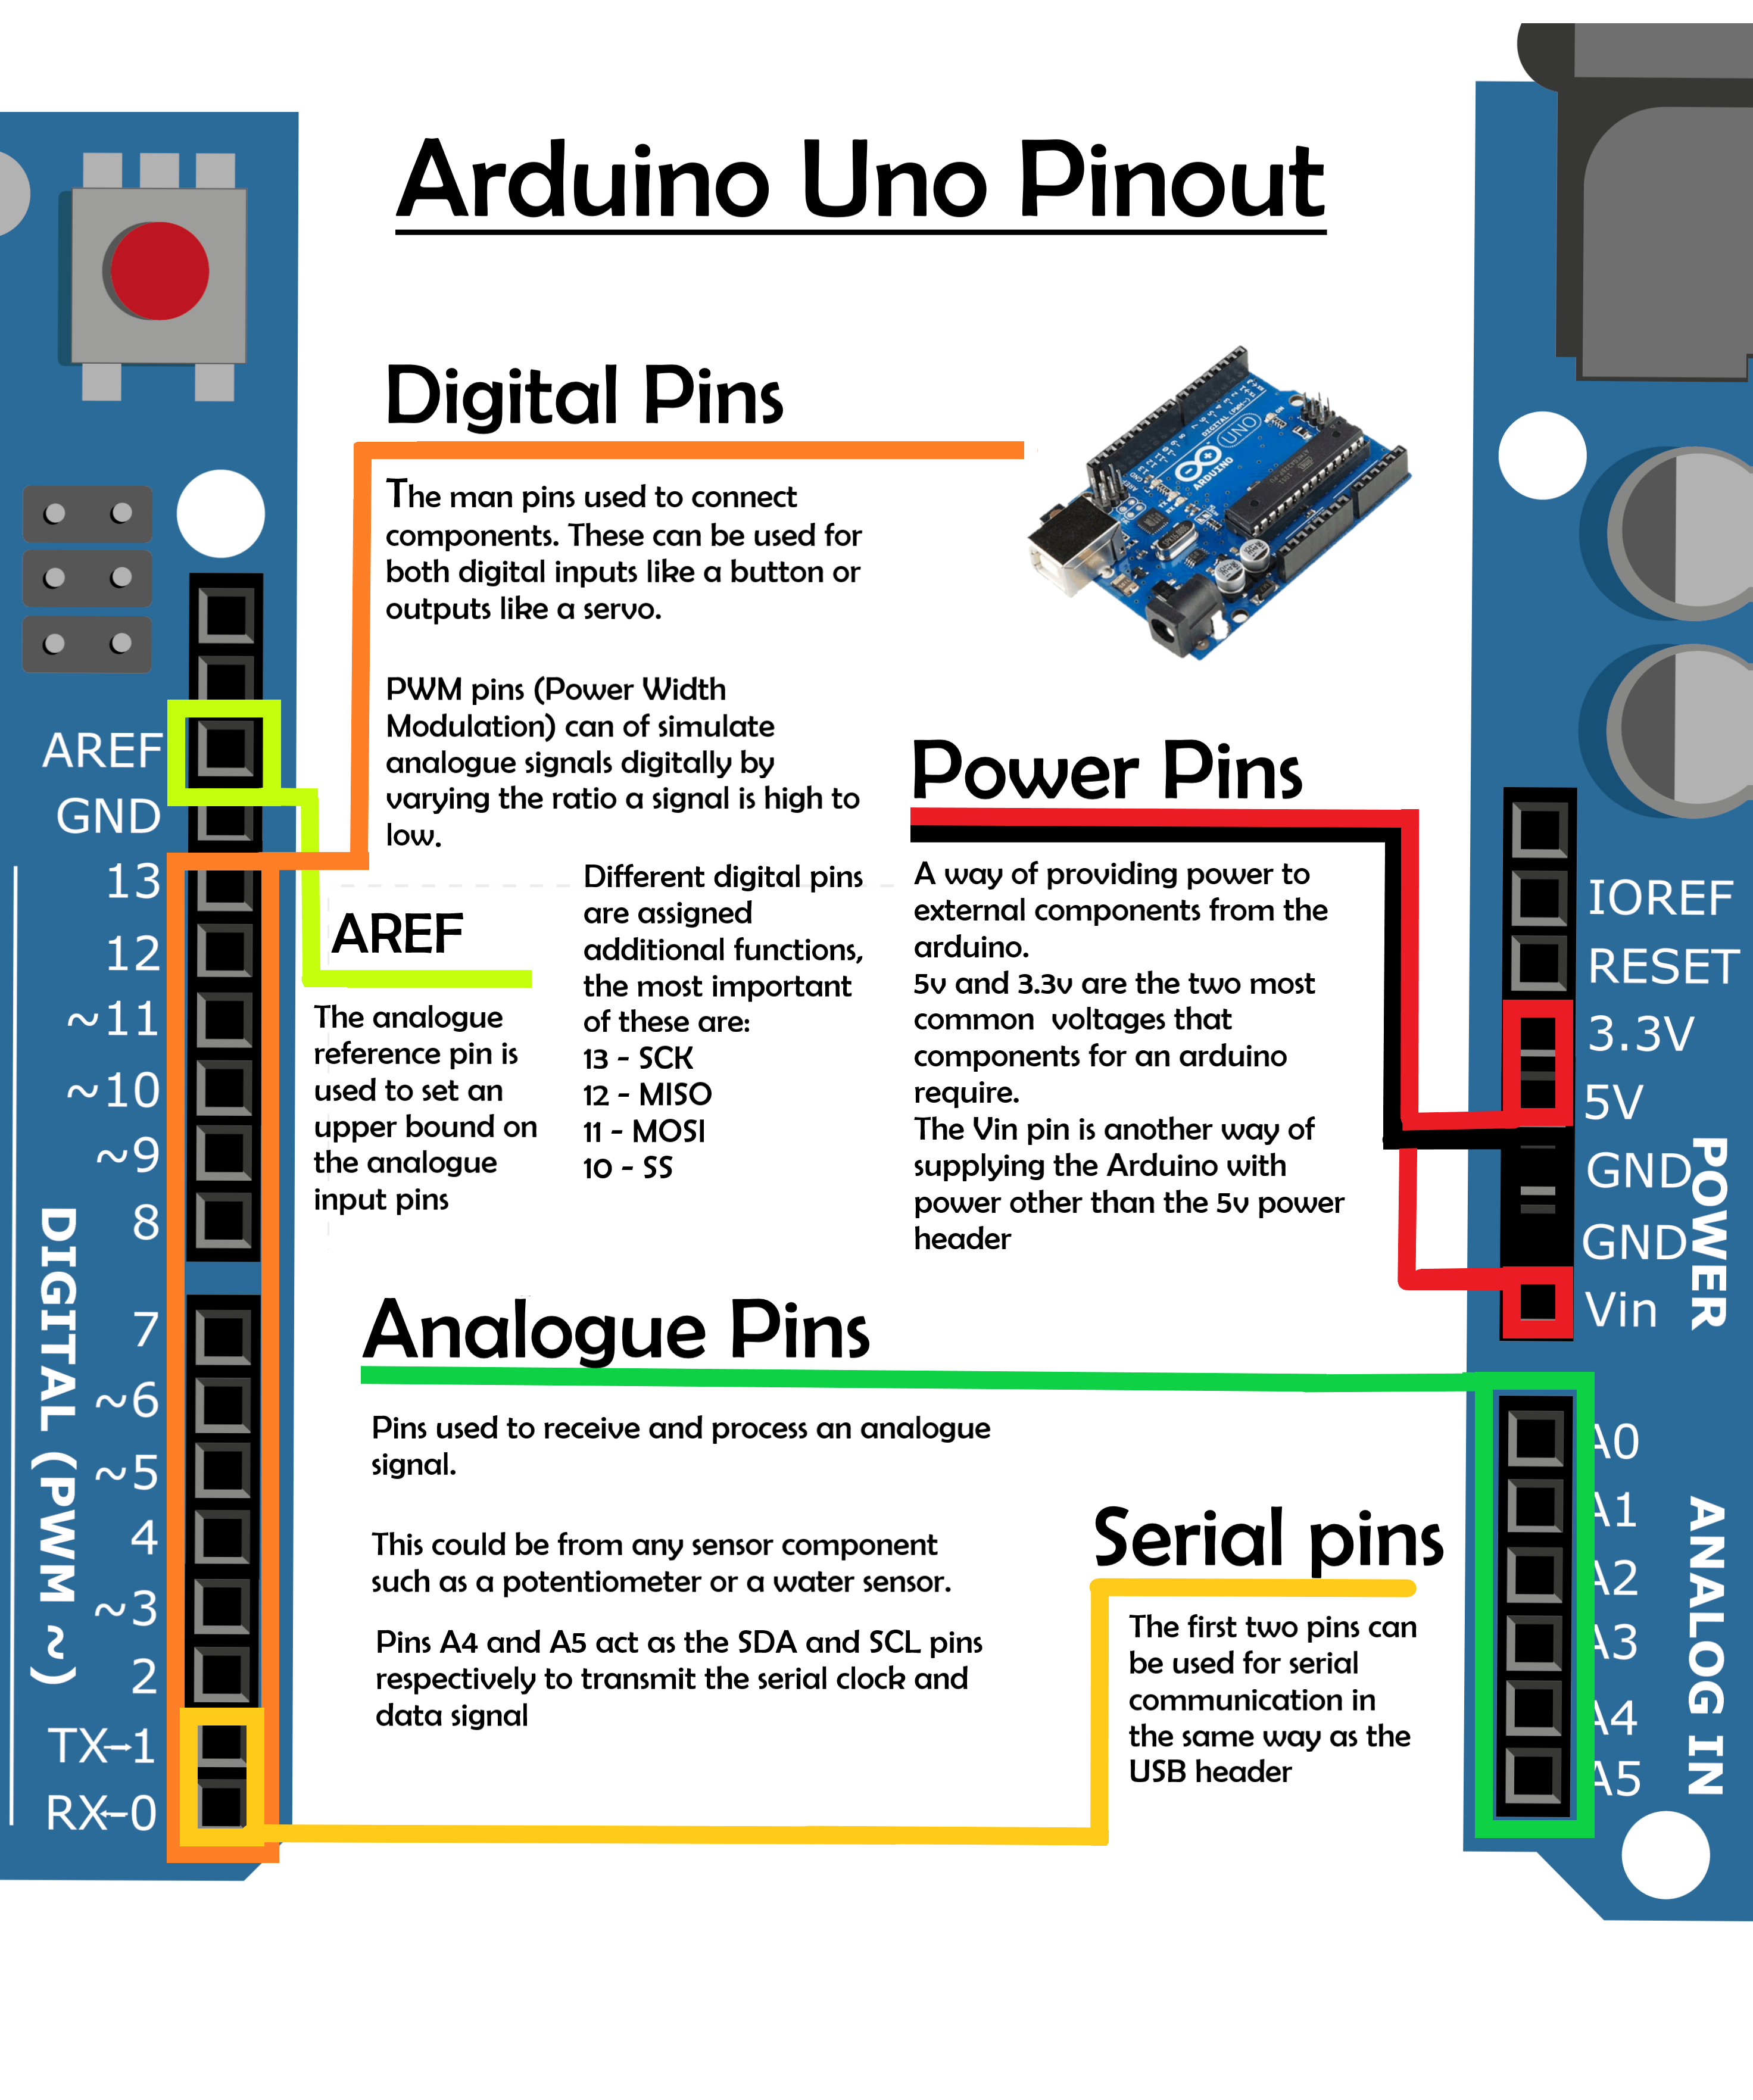 Arduino Uno Pinout
Digital Pins
The man pins used to connect
components. These can be used for
both digital inputs like a button or
outputs like a servo.
PWM pins (Power Width
Modulation) can of simulate
analogue signals digitally by
varying the ratio a signal is high to
low.
Different digital pins
are assigned
additional functions,
the most important
of these are:
13 - SCK
12 - MISO
11 - MOSI
10 - SS
AREF
The analogue
reference pin is
used to set an
upper bound on
the analogue
input pins
Power Pins
A way of providing power to
external components from the
arduino.
5v and 3.3v are the two most
common voltages that
components for an arduino
require.
The Vin pin is another way of
supplying the Arduino with
power other than the 5v power
header
Analogue Pins
Pins used to receive and process an analogue
signal.
This could be from any sensor component
such as a potentiometer or a water sensor.
Pins A4 and A5 act as the SDA and SCL pins
respectively to transmit the serial clock and
data signal
Serial pins
The first two pins can
be used for serial
communication in
the same way as the
USB header
AREF
GND
13
12
~11
~10
~9
8
7
~6
~5
4
~3
2
TX→1
RX←0
DIGITAL (PWM ~)
IOREF
RESET
3.3V
5V
GND
GND
Vin
POWER
A0
A1
A2
A3
A4
A5
ANALOG IN
UNO
ARDUINO
DIGITAL (PWM~)